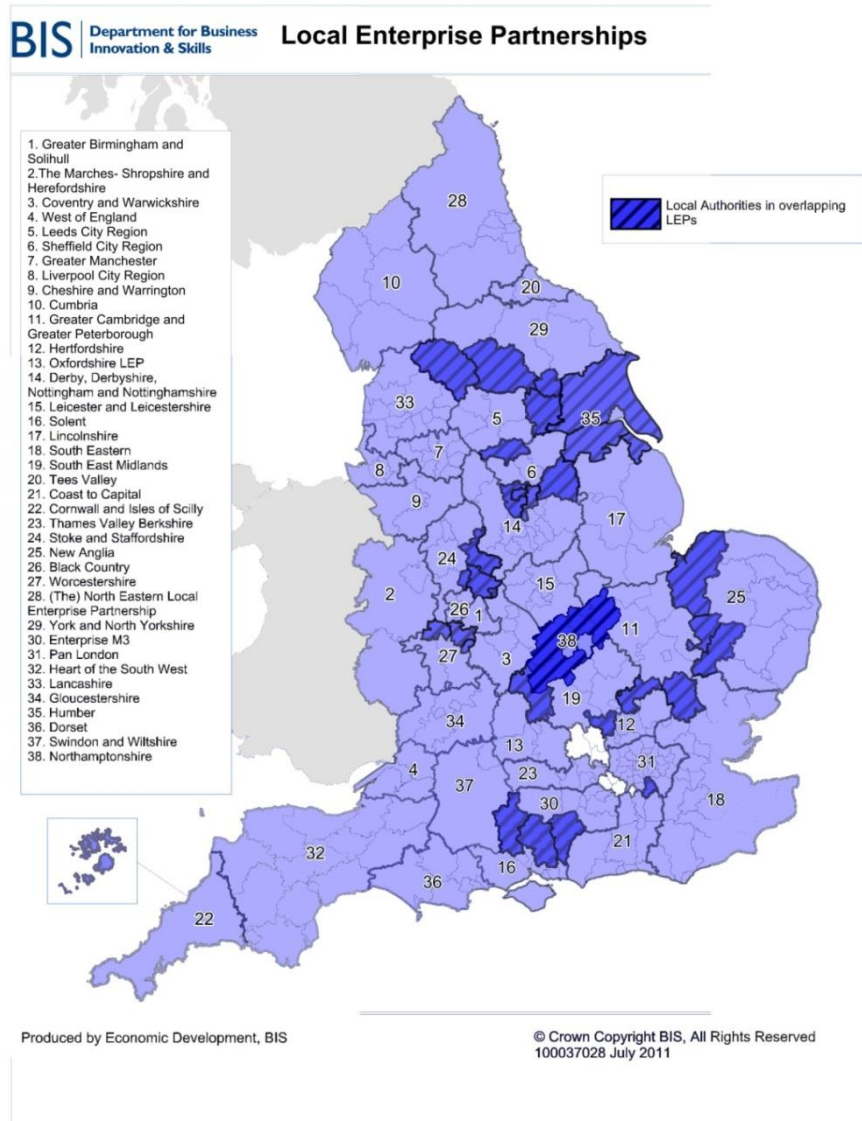 BIS
Department for Business
Innovation & Skills
Local Enterprise Partnerships
1. Greater Birmingham and
Solihull
2.The Marches- Shropshire and
Herefordshire
3. Coventry and Warwickshire
4. West of England
5. Leeds City Region
6. Sheffield City Region
7. Greater Manchester
8. Liverpool City Region
9. Cheshire and Warrington
10. Cumbria
11. Greater Cambridge and
Greater Peterborough
12. Hertfordshire
13. Oxfordshire LEP
14. Derby, Derbyshire,
Nottingham and Nottinghamshire
15. Leicester and Leicestershire
16. Solent
17. Lincolnshire
18. South Eastern
19. South East Midlands
20. Tees Valley
21. Coast to Capital
22. Cornwall and Isles of Scilly
23. Thames Valley Berkshire
24. Stoke and Staffordshire
25. New Anglia
26. Black Country
27. Worcestershire
28. (The) North Eastern Local
Enterprise Partnership
29. York and North Yorkshire
30. Enterprise M3
31. Pan London
32. Heart of the South West
33. Lancashire
34. Gloucestershire
35. Humber
36. Dorset
37. Swindon and Wiltshire
38. Northamptonshire
Local Authorities in overlapping
LEPs
28
10
20
29
33
5
35
7
8
6
9
17
14
24
15
25
2
26
1
11
38
3
27
19
34
12
13
31
4
23
37
30
18
21
32
16
36
22
Produced by Economic Development, BIS
© Crown Copyright BIS, All Rights Reserved
100037028 July 2011